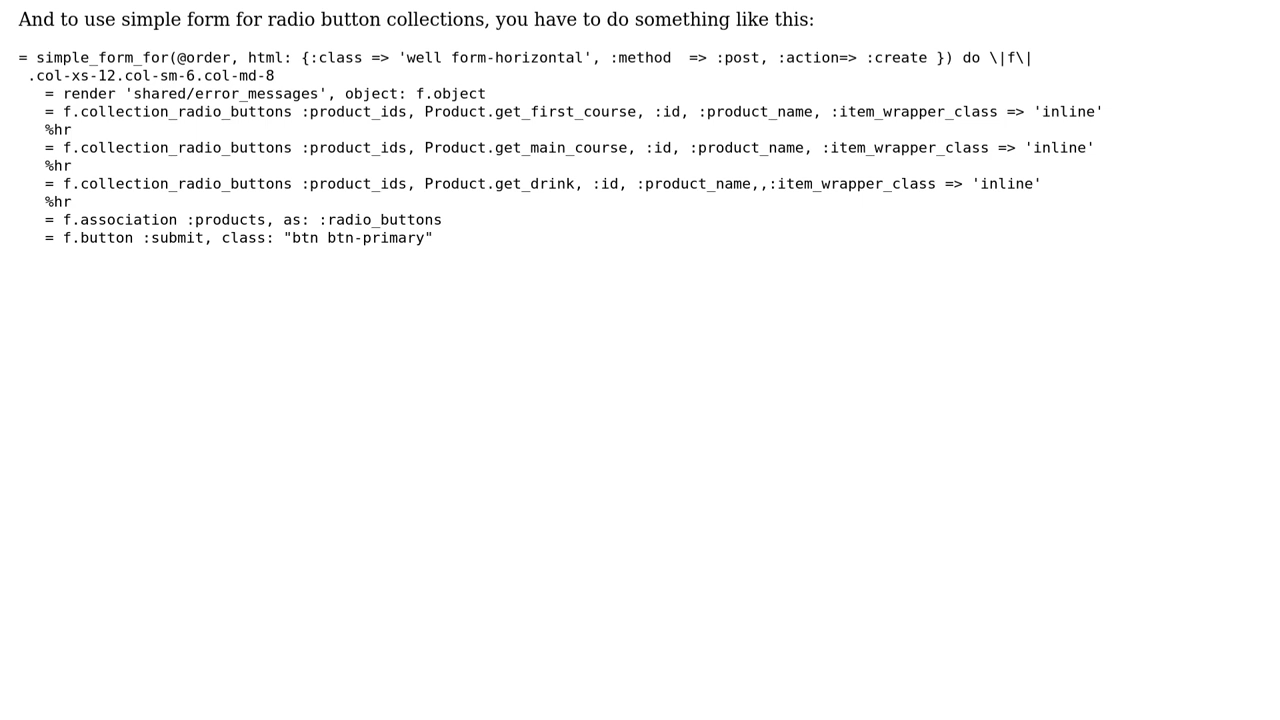 And to use simple form for radio button collections, you have to do something like this:
= simple_form_for(@order, html: {:class => 'well form-horizontal', :method  => :post, :action=> :create }) do \|f\|
 .col-xs-12.col-sm-6.col-md-8
   = render 'shared/error_messages', object: f.object
   = f.collection_radio_buttons :product_ids, Product.get_first_course, :id, :product_name, :item_wrapper_class => 'inline'
   %hr
   = f.collection_radio_buttons :product_ids, Product.get_main_course, :id, :product_name, :item_wrapper_class => 'inline'
   %hr
   = f.collection_radio_buttons :product_ids, Product.get_drink, :id, :product_name,,:item_wrapper_class => 'inline'
   %hr
   = f.association :products, as: :radio_buttons
   = f.button :submit, class: "btn btn-primary"